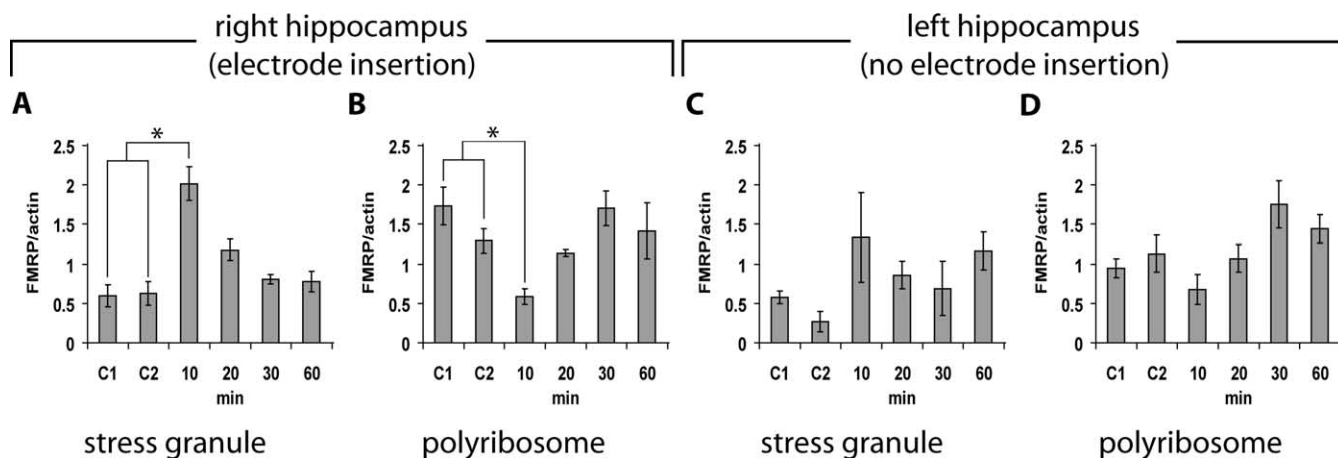 right hippocampus
(electrode insertion)
left hippocampus
(no electrode insertion)
A
*
2.5
2
1.5
1
0.5
0
FMRP/actin
C1 C2 10 20 30 60
min
stress granule
B
*
2.5
2
1.5
1
0.5
0
FMRP/actin
C1 C2 10 20 30 60
min
polyribosome
C
2.5
2
1.5
1
0.5
0
FMRP/actin
C1 C2 10 20 30 60
min
stress granule
D
2.5
2
1.5
1
0.5
0
FMRP/actin
C1 C2 10 20 30 60
min
polyribosome